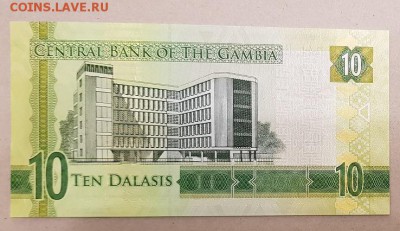 COINS.LAVE.RU
CENTRAL BANK OF THE GAMBIA
10
10
TEN DALASIS
10